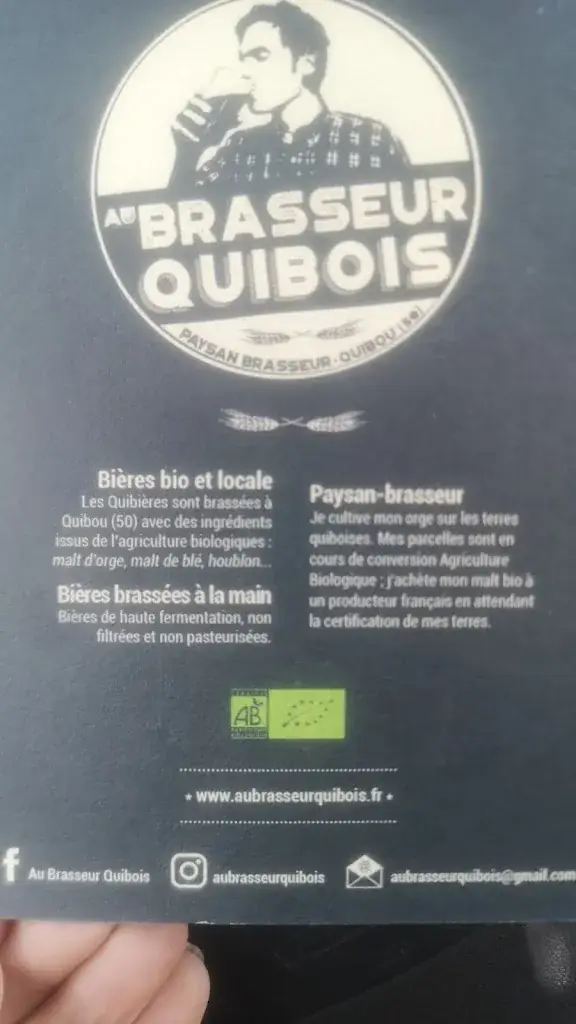 AU BRASSEUR
QUIBOIS
PAYSAN BRASSEUR · QUIBOU (50)
Bières bio et locale
Les Quibières sont brassées à
Quibou (50) avec des ingrédients
issus de l'agriculture biologiques :
malt d'orge, malt de blé, houblon...
Bières brassées à la main
Bières de haute fermentation, non
filtrées et non pasteurisées.
Paysan-brasseur
Je cultive mon orge sur les terres
quiboises. Mes parcelles sont en
cours de conversion Agriculture
Biologique ; j'achète mon malt bio à
un producteur français en attendant
la certification de mes terres.
AB
• www.aubrasseurquibois.fr •
f Au Brasseur Quibois
aubrasseurquibois
@ aubrasseurquibois@gmail.com